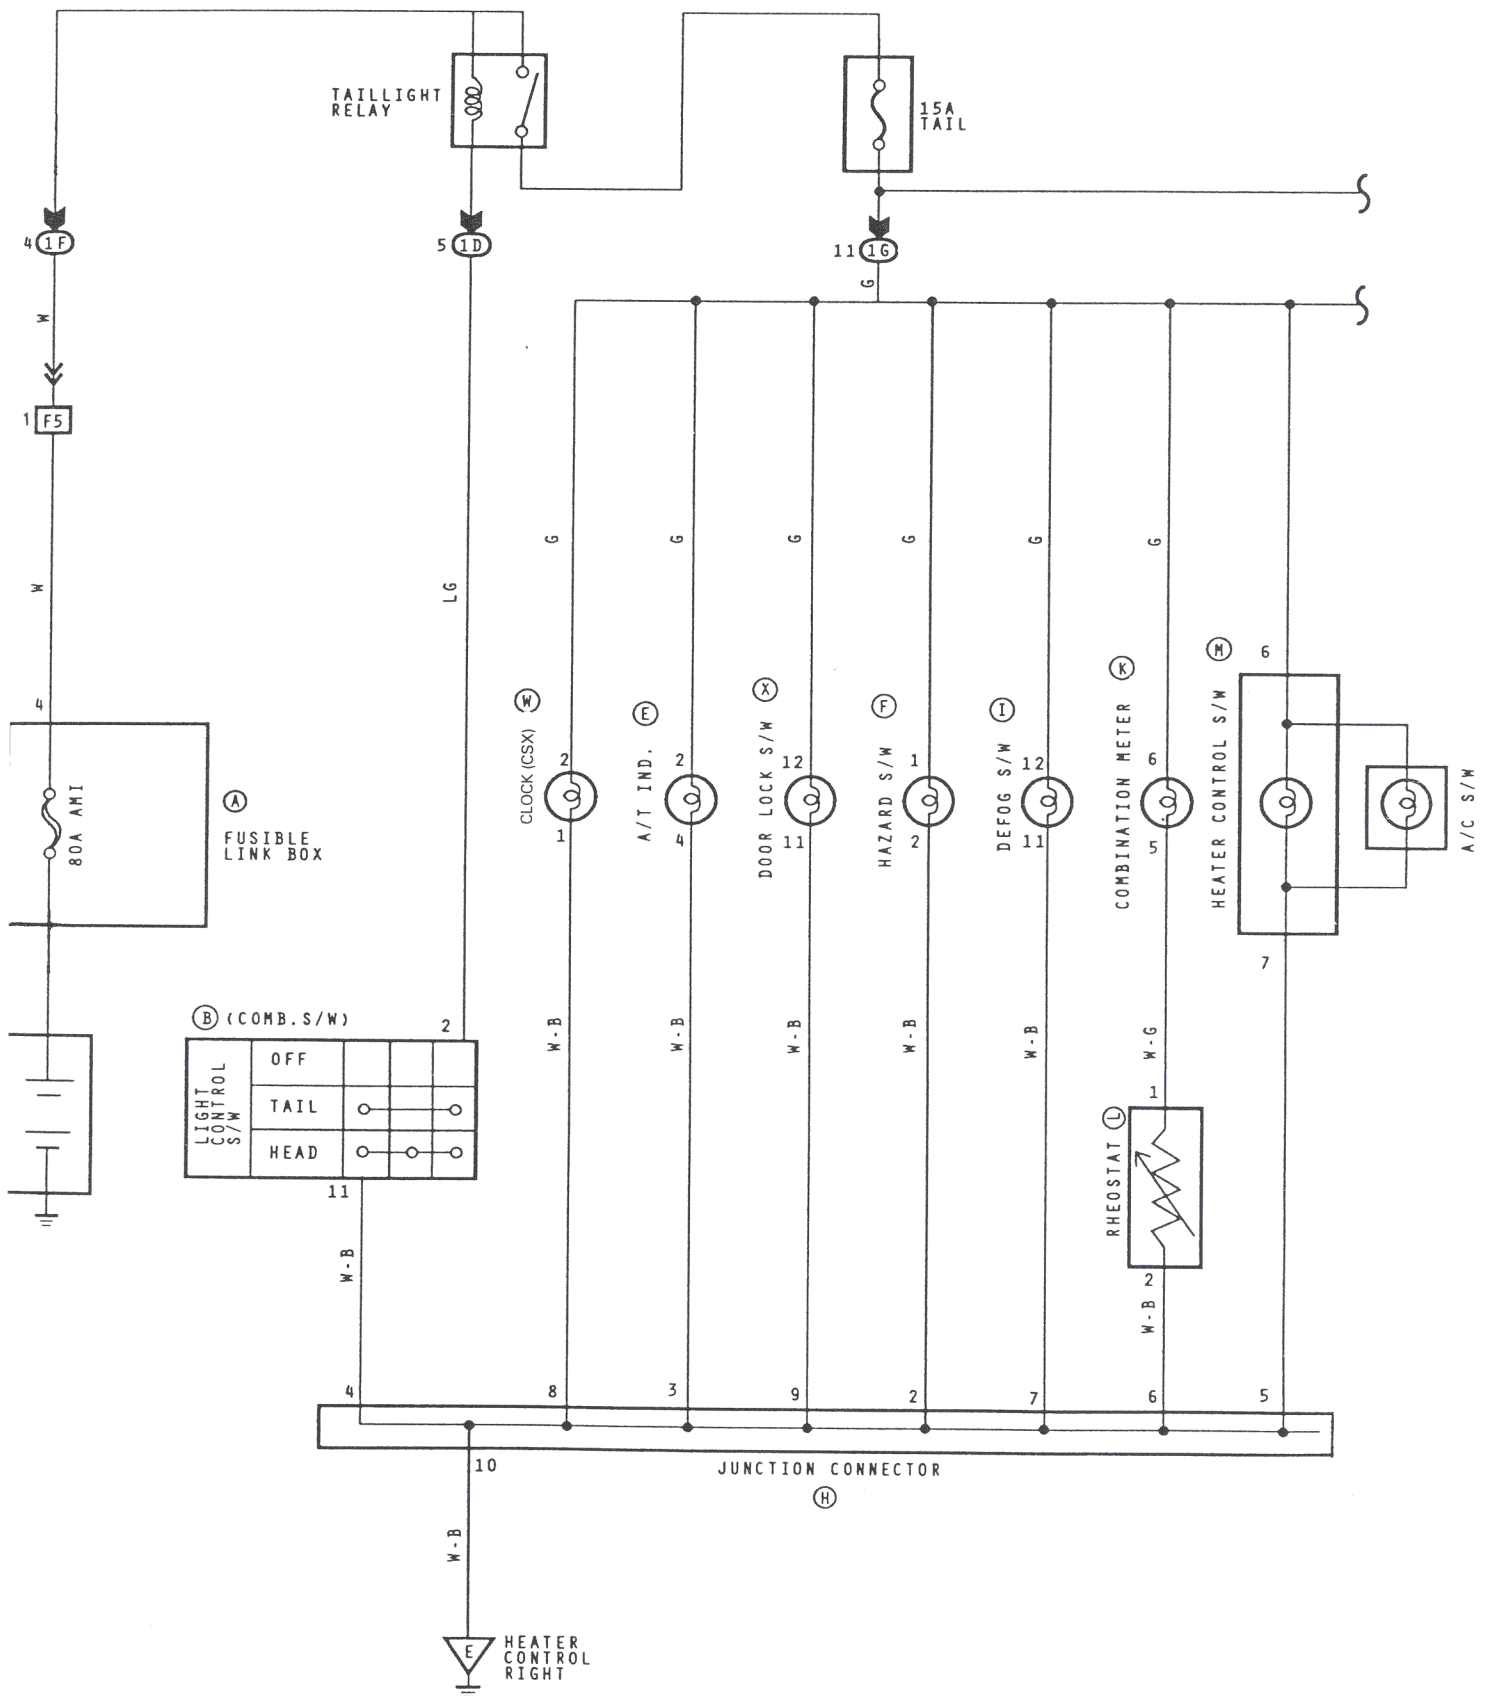 TAILLIGHT
RELAY
15A
TAIL
4 1F
5 1D
11 1G
G
W
1 F5
W
LG
G
G
G
G
G
G
4
80A AMI
A
FUSIBLE
LINK BOX
W
CLOCK (CSX)
2
1
E
A/T IND.
2
4
X
DOOR LOCK S/W
12
11
F
HAZARD S/W
1
2
I
DEFOG S/W
12
11
K
COMBINATION METER
6
5
M
HEATER CONTROL S/W
6
7
A/C S/W
B (COMB.S/W)
2
LIGHT
CONTROL
S/W
OFF
TAIL
HEAD
11
W-B
W-B
W-B
W-B
W-B
W-B
W-G
1
RHEOSTAT L
2
W-B
4
8
3
9
2
7
6
5
10
JUNCTION CONNECTOR
H
W-B
E
HEATER
CONTROL
RIGHT